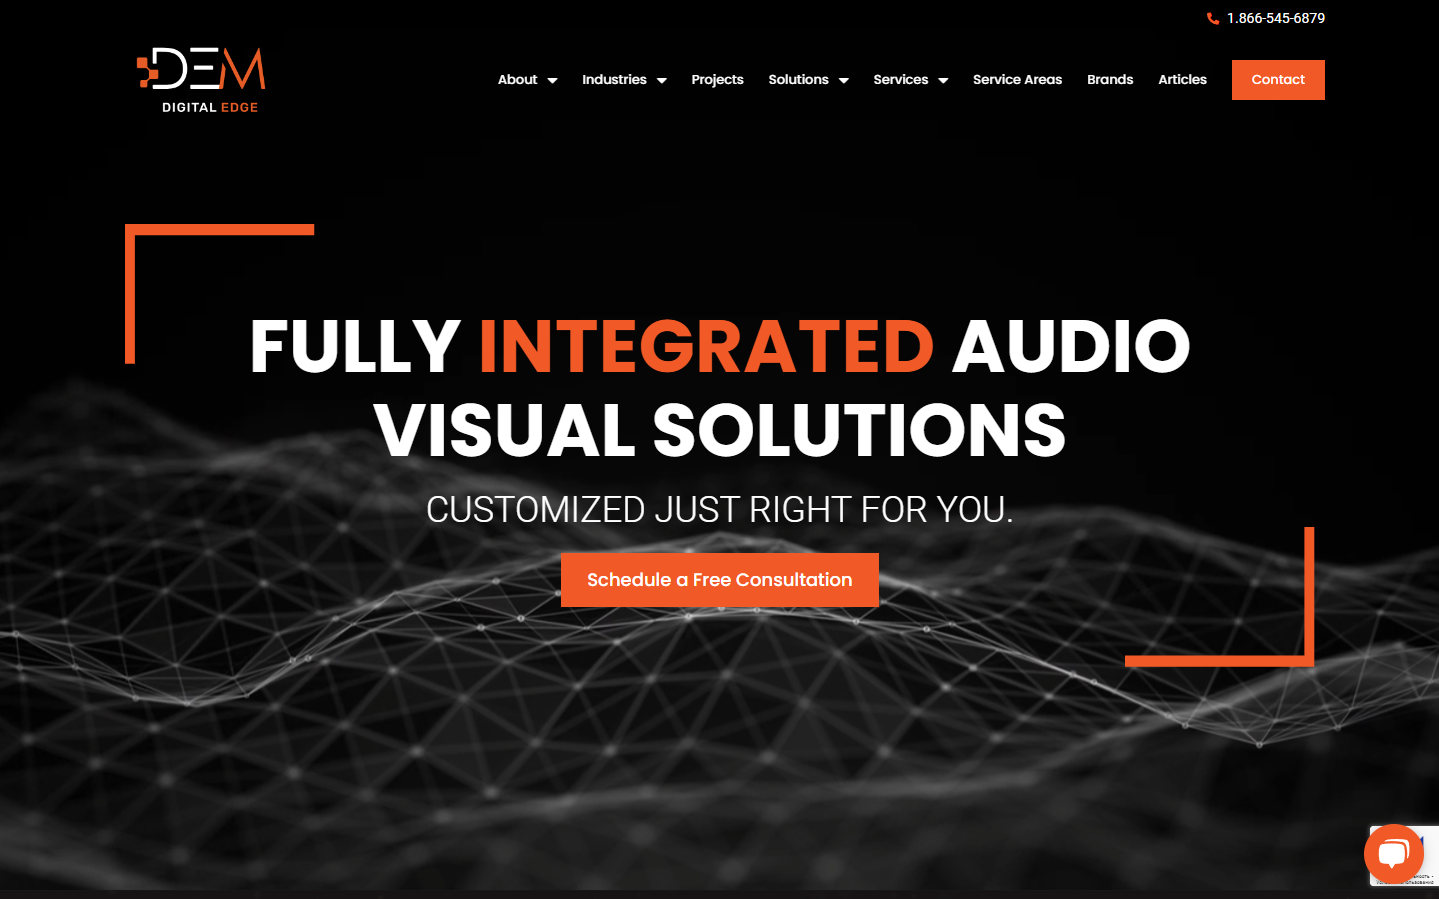 1.866-545-6879
DEM
DIGITAL EDGE
About Industries Projects Solutions Services Service Areas Brands Articles Contact
FULLY INTEGRATED AUDIO
VISUAL SOLUTIONS
CUSTOMIZED JUST RIGHT FOR YOU.
Schedule a Free Consultation